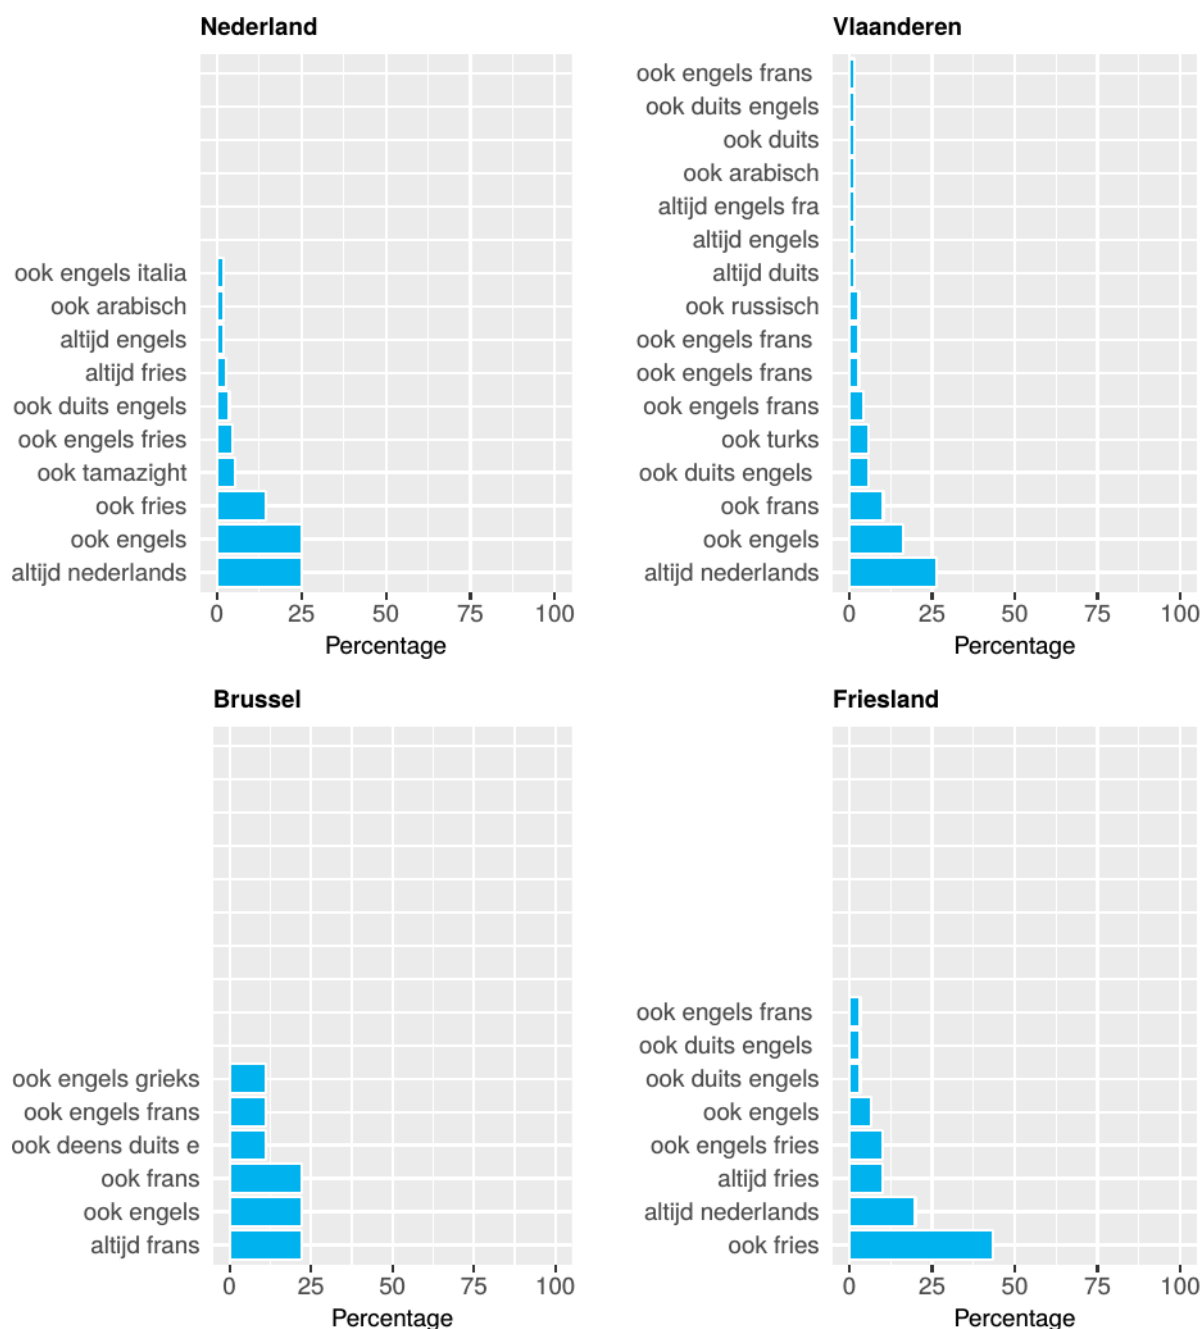 Nederland
ook engels italia
ook arabisch
altijd engels
altijd fries
ook duits engels
ook engels fries
ook tamazight
ook fries
ook engels
altijd nederlands
0 25 50 75 100
Percentage
Vlaanderen
ook engels frans
ook duits engels
ook duits
ook arabisch
altijd engels fra
altijd engels
altijd duits
ook russisch
ook engels frans
ook engels frans
ook engels frans
ook turks
ook duits engels
ook frans
ook engels
altijd nederlands
0 25 50 75 100
Percentage
Brussel
ook engels grieks
ook engels frans
ook deens duits e
ook frans
ook engels
altijd frans
0 25 50 75 100
Percentage
Friesland
ook engels frans
ook duits engels
ook duits engels
ook engels
ook engels fries
altijd fries
altijd nederlands
ook fries
0 25 50 75 100
Percentage